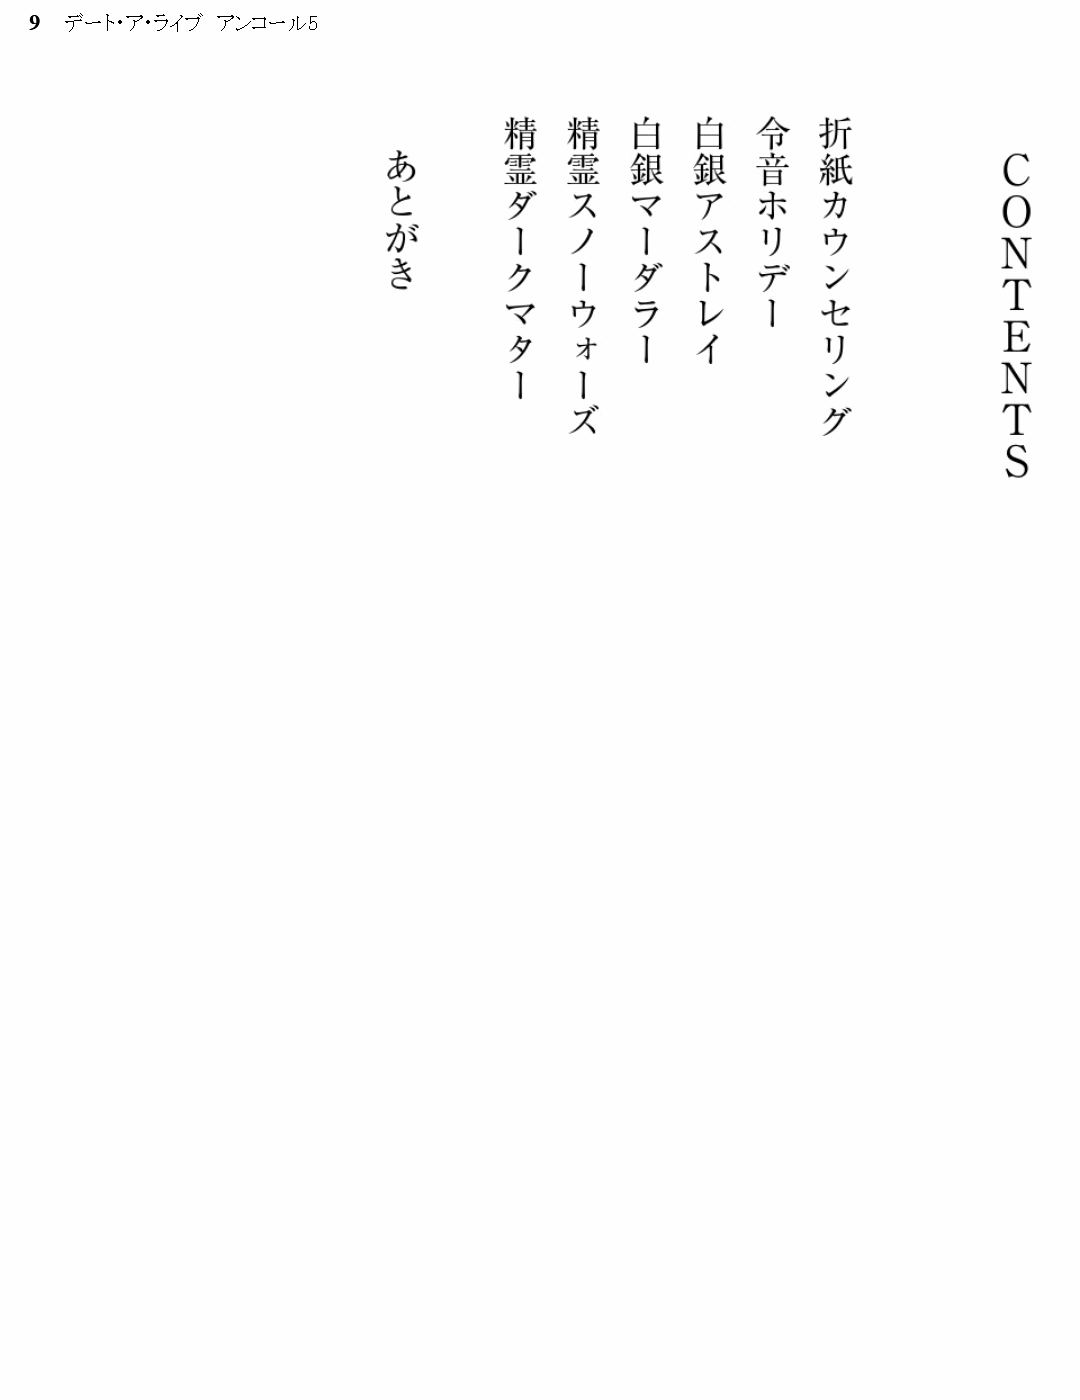 9 デート・ア・ライブ アンコール5
CONTENTS
折紙カウンセリング
令音ホリデー
白銀アストレイ
白銀マーダラー
精霊スノーウォーズ
精霊ダークマター
あとがき